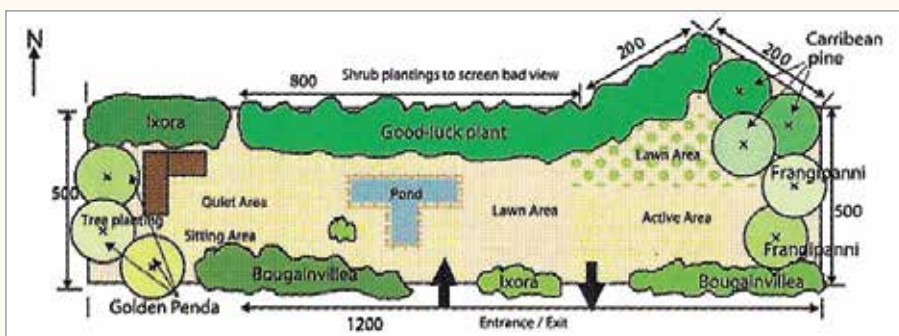 N
200
200
Carribean
pine
800
Shrub plantings to screen bad view
Ixora
Good-luck plant
Lawn Area
Frangipanni
500
Quiet Area
Pond
Lawn Area
Active Area
500
Tree planting
Sitting Area
Frangipanni
Bougainvillea
Ixora
Bougainvillea
Golden Penda
1200
Entrance / Exit